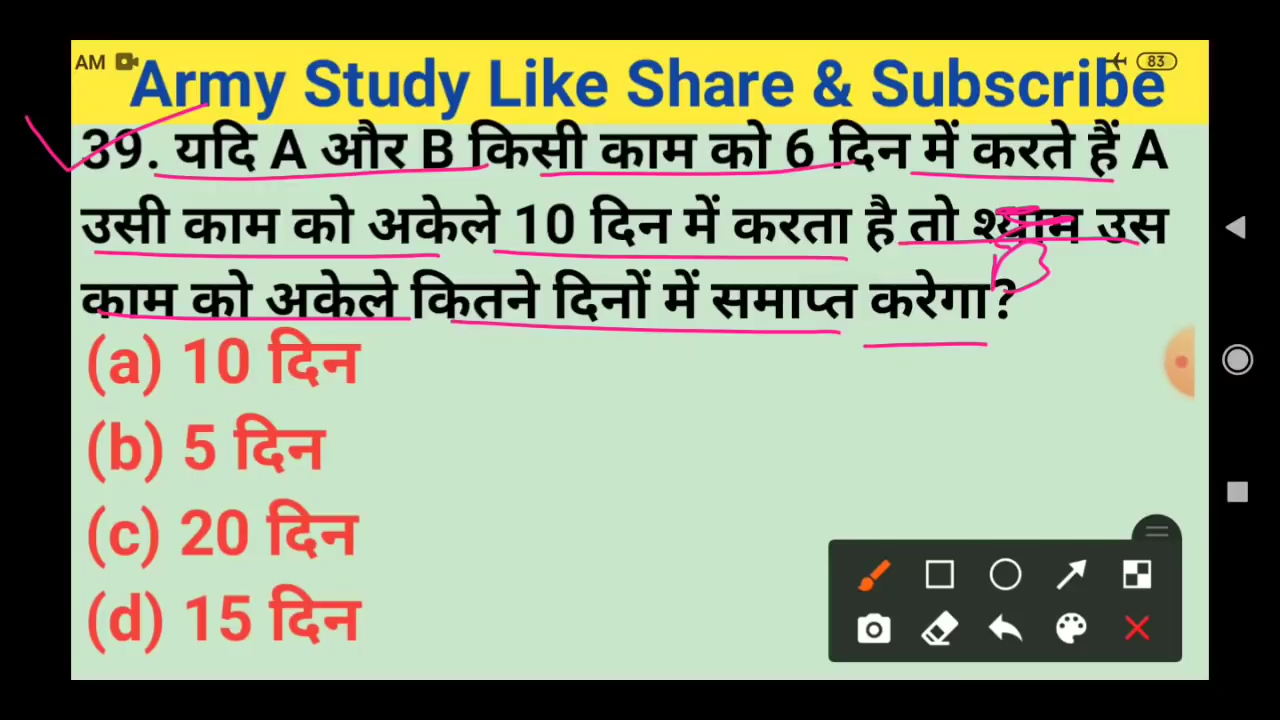 AM
83
Army Study Like Share & Subscribe
39. यदि A और B किसी काम को 6 दिन में करते हैं A
उसी काम को अकेले 10 दिन में करता है तो श्यान उस
काम को अकेले कितने दिनों में समाप्त करेगा?
B
(a) 10 दिन
(b) 5 दिन
(c) 20 दिन
(d) 15 दिन